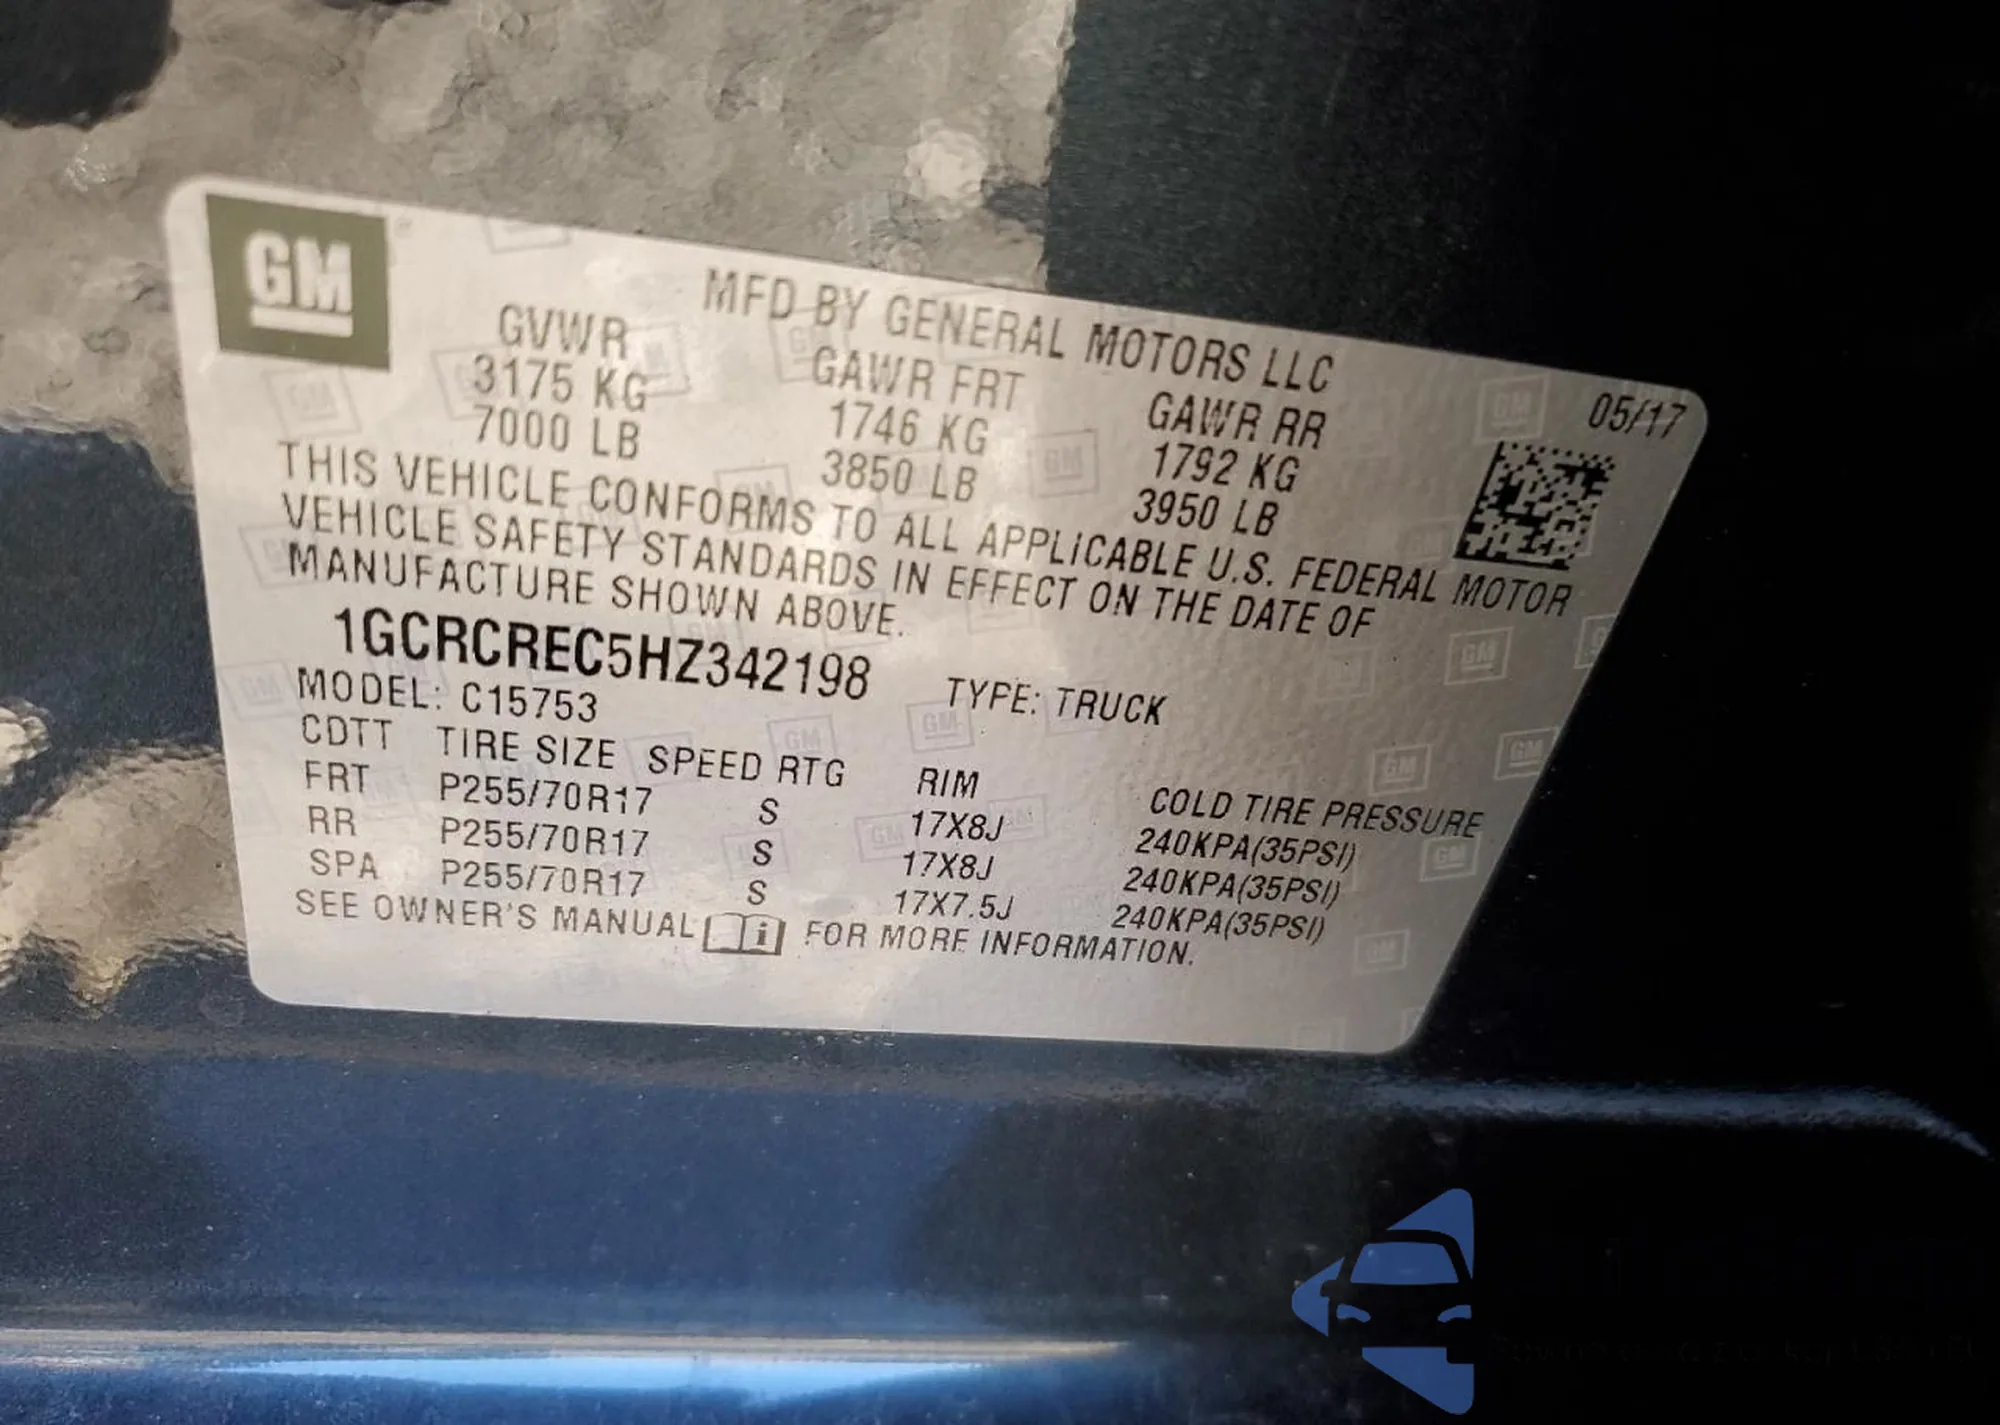 GM
MFD BY GENERAL MOTORS LLC
05/17
GVWR GAWR FRT GAWR RR
3175 KG 1746 KG 1792 KG
7000 LB 3850 LB 3950 LB
THIS VEHICLE CONFORMS TO ALL APPLICABLE U.S. FEDERAL MOTOR
VEHICLE SAFETY STANDARDS IN EFFECT ON THE DATE OF
MANUFACTURE SHOWN ABOVE.
1GCRCREC5HZ342198 TYPE: TRUCK
MODEL: C15753
CDTT TIRE SIZE SPEED RTG RIM COLD TIRE PRESSURE
FRT P255/70R17 S 17X8J 240KPA(35PSI)
RR P255/70R17 S 17X8J 240KPA(35PSI)
SPA P255/70R17 S 17X7.5J 240KPA(35PSI)
SEE OWNER'S MANUAL i FOR MORE INFORMATION.